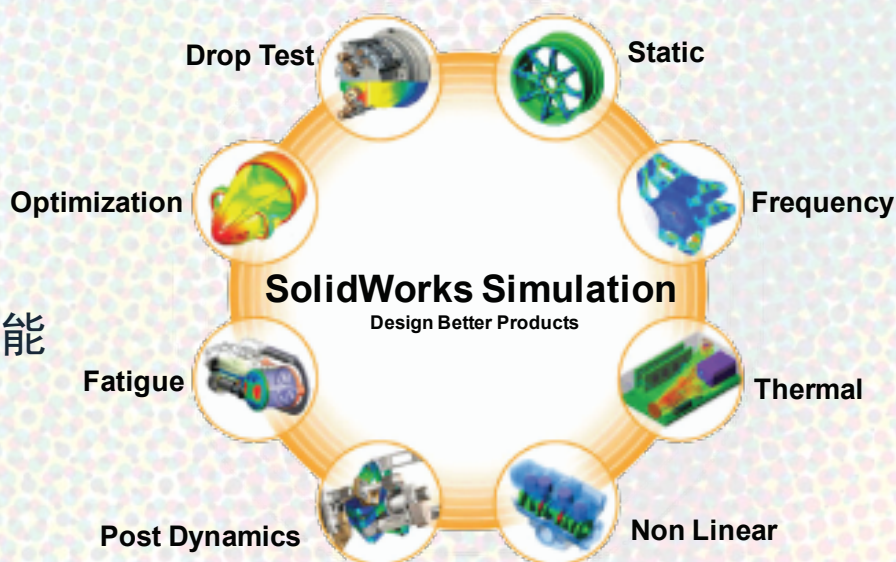 Drop Test
Static
Optimization
Frequency
SolidWorks Simulation
Design Better Products
能
Fatigue
Thermal
Post Dynamics
Non Linear